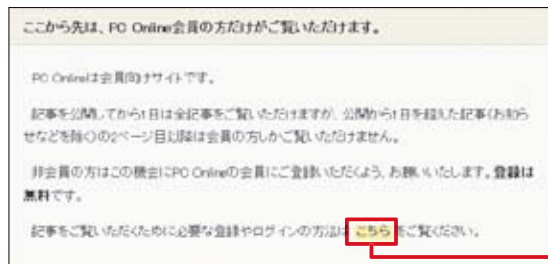 ここから先は、PC Online会員の方だけがご覧いただけます。
PC Onlineは会員向けサイトです。
記事を公開してから1日は全記事をご覧いただけますが、公開から1日を超えた記事(お知ら
せなどを除く)の2ページ目以降は会員の方しかご覧いただけません。
非会員の方はこの機会にPC Onlineの会員にご登録いただくよう、お願いいたします。登録は
無料です。
記事をご覧いただくために必要な登録やログインの方法は こちら をご覧ください。